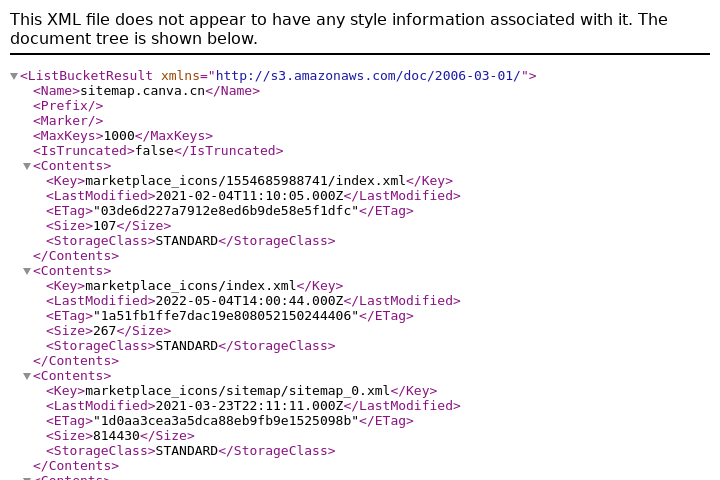 This XML file does not appear to have any style information associated with it. The
document tree is shown below.
<ListBucketResult xmlns="http://s3.amazonaws.com/doc/2006-03-01/">
<Name>sitemap.canva.cn</Name>
<Prefix/>
<Marker/>
<MaxKeys>1000</MaxKeys>
<IsTruncated>false</IsTruncated>
<Contents>
<Key>marketplace_icons/1554685988741/index.xml</Key>
<LastModified>2021-02-04T11:10:05.000Z</LastModified>
<ETag>"03de6d227a7912e8ed6b9de58e5f1dfc"</ETag>
<Size>107</Size>
<StorageClass>STANDARD</StorageClass>
</Contents>
<Contents>
<Key>marketplace_icons/index.xml</Key>
<LastModified>2022-05-04T14:00:44.000Z</LastModified>
<ETag>"1a51fb1ffe7dac19e808052150244406"</ETag>
<Size>267</Size>
<StorageClass>STANDARD</StorageClass>
</Contents>
<Contents>
<Key>marketplace_icons/sitemap/sitemap_0.xml</Key>
<LastModified>2021-03-23T22:11:11.000Z</LastModified>
<ETag>"1d0aa3cea3a5dca88eb9fb9e1525098b"</ETag>
<Size>814430</Size>
<StorageClass>STANDARD</StorageClass>
</Contents>
<Contents>